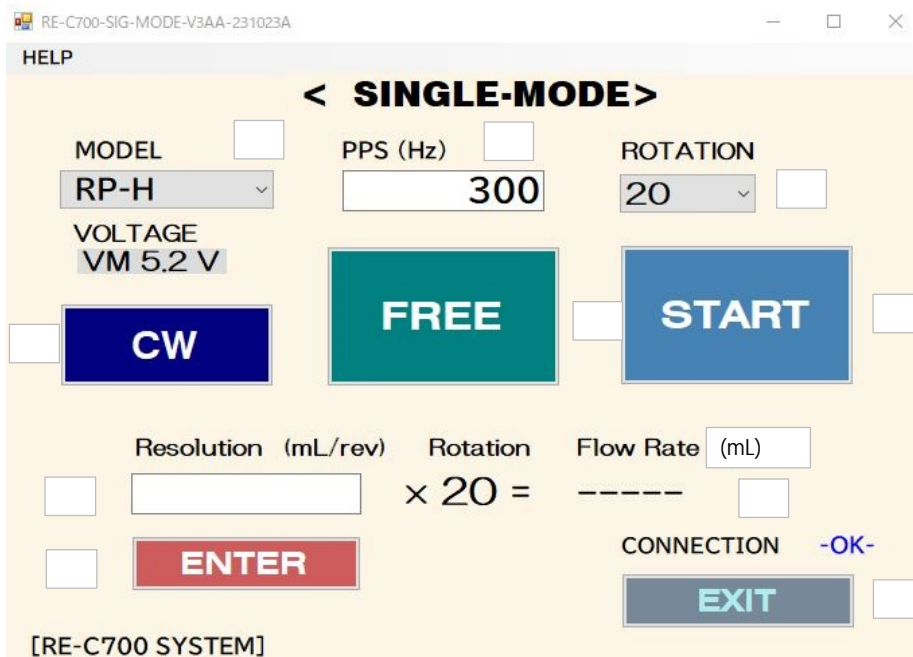 RE-C700-SIG-MODE-V3AA-231023A
HELP
< SINGLE-MODE>
MODEL
PPS (Hz)
ROTATION
RP-H
300
20
VOLTAGE
VM 5.2 V
CW
FREE
START
Resolution (mL/rev) Rotation Flow Rate (mL)
× 20 = -----
ENTER
CONNECTION -OK-
EXIT
[RE-C700 SYSTEM]